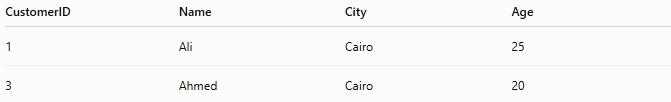 CustomerID Name City Age
1 Ali Cairo 25
3 Ahmed Cairo 20